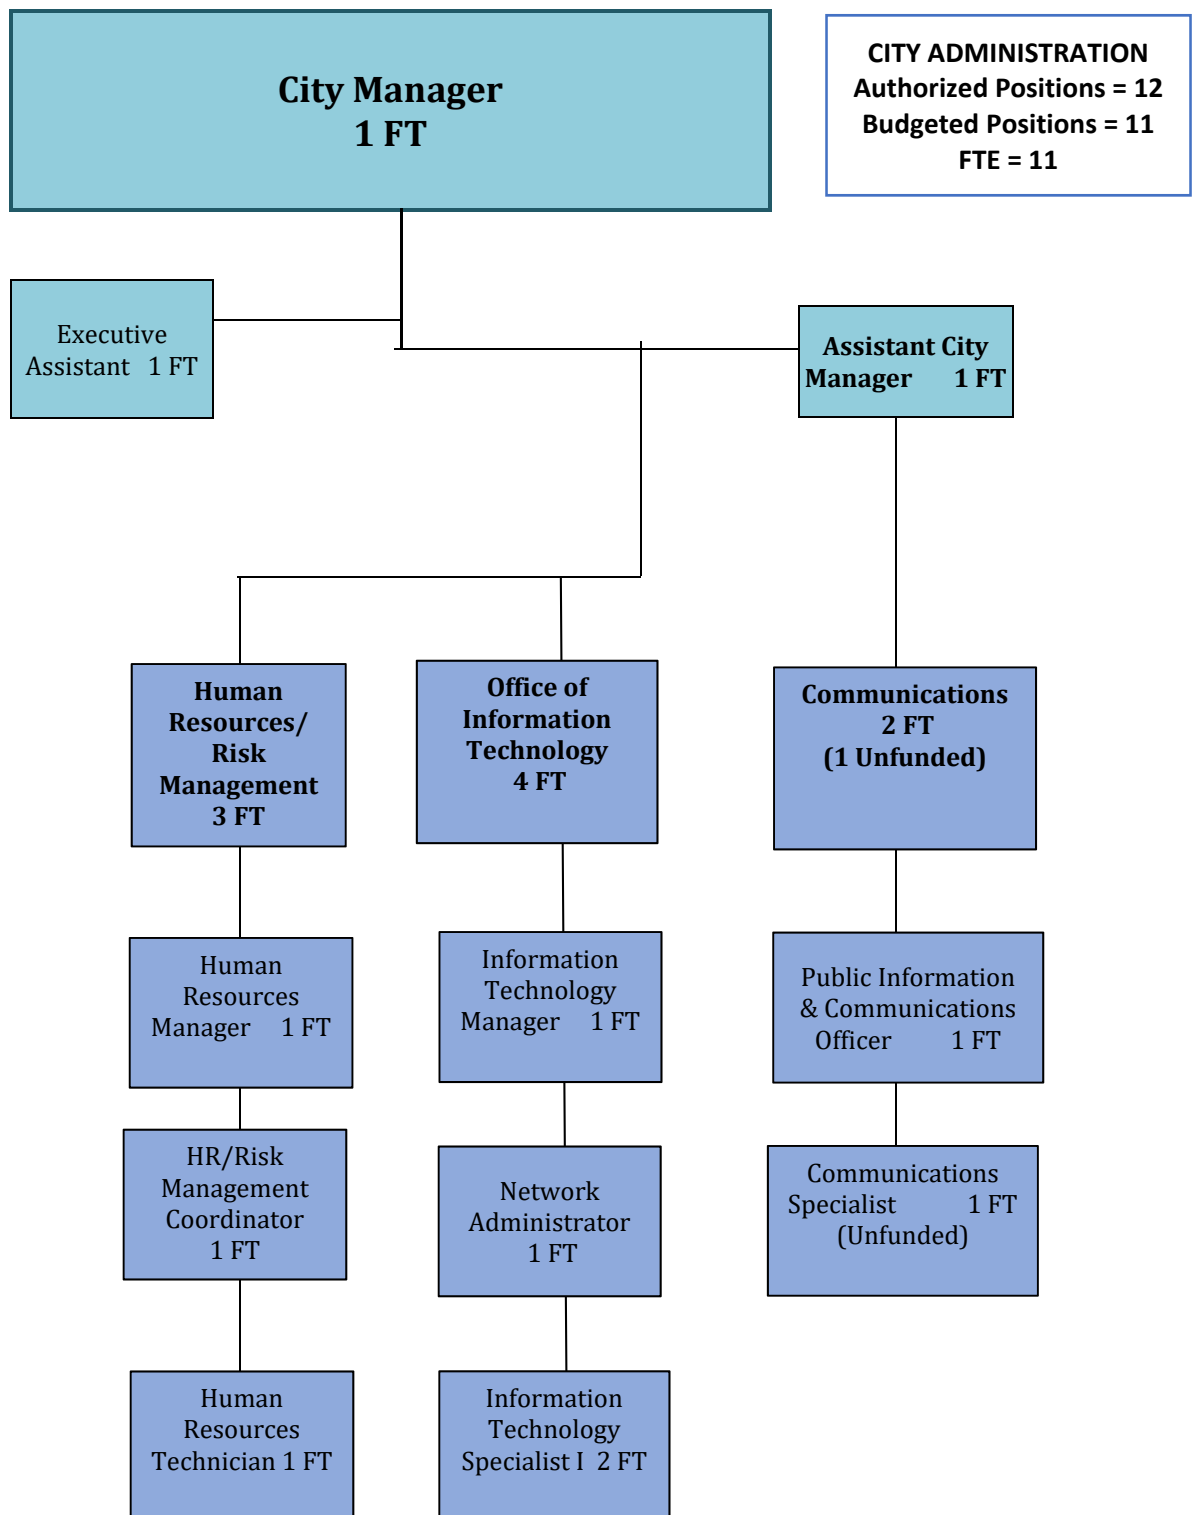 City Manager
1 FT
CITY ADMINISTRATION
Authorized Positions = 12
Budgeted Positions = 11
FTE = 11
Executive
Assistant 1 FT
Assistant City
Manager 1 FT
Human
Resources/
Risk
Management
3 FT
Office of
Information
Technology
4 FT
Communications
2 FT
(1 Unfunded)
Human
Resources
Manager 1 FT
Information
Technology
Manager 1 FT
Public Information
& Communications
Officer 1 FT
HR/Risk
Management
Coordinator
1 FT
Network
Administrator
1 FT
Communications
Specialist 1 FT
(Unfunded)
Human
Resources
Technician 1 FT
Information
Technology
Specialist I 2 FT